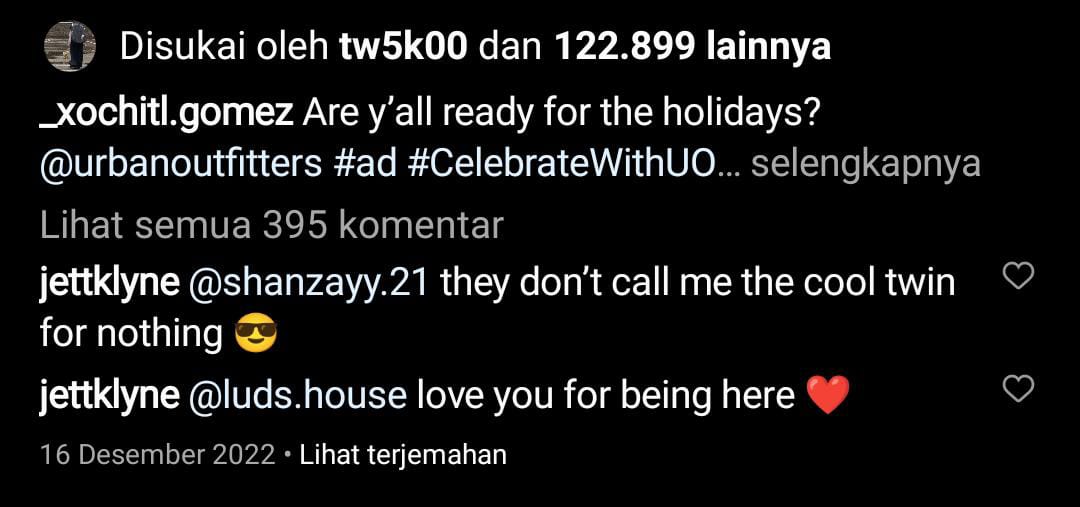 Disukai oleh tw5k00 dan 122.899 lainnya
_xochitl.gomez Are y’all ready for the holidays?
@urbanoutfitters #ad #CelebrateWithUO... selengkapnya
Lihat semua 395 komentar
jettklyne @shanzayy.21 they don’t call me the cool twin
for nothing 😎
jettklyne @luds.house love you for being here ❤️
16 Desember 2022 • Lihat terjemahan